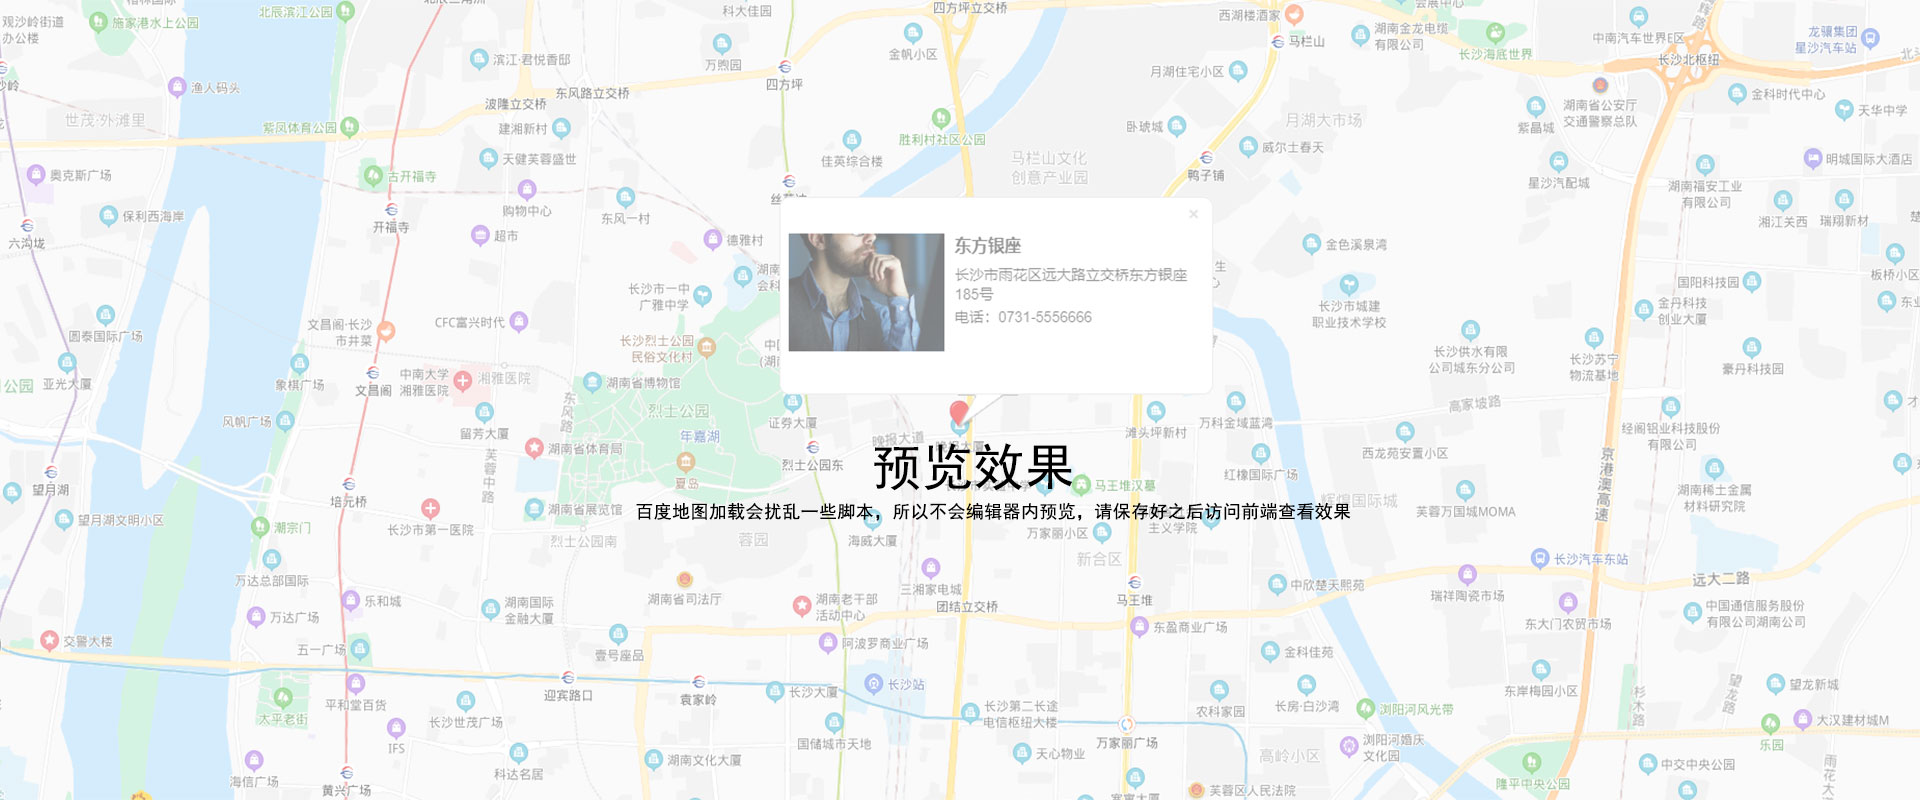 观沙岭街道
办公楼
施家港水上公园
北辰滨江公园
科大佳园
四方坪立交桥
西湖楼酒家
马栏山
湖南金龙电缆
有限公司
长沙海底世界
中南汽车世界E区
龙骧集团
星沙汽车站
长沙北枢纽
滨江·君悦香邸
万煦园
四方坪
金帆小区
月湖住宅小区
渔人码头
波隆立交桥
东风路立交桥
世茂·外滩里
紫凤体育公园
建湘新村
胜利村社区公园
卧琥城
月湖大市场
紫晶城
湖南省公安厅
交通警察总队
金科时代中心
天华中学
天健芙蓉盛世
佳英综合楼
马栏山文化
创意产业园
威尔士春天
鸭子铺
星沙汽配城
明城国际大酒店
奥克斯广场
古开福寺
购物中心
湖南福安工业
有限公司
保利西海岸
开福寺
东风一村
湘江关西
瑞翔新材
六沟垅
超市
德雅村
金色溪泉湾
东方银座
长沙市雨花区远大路立交桥东方银座
185号
电话：0731-5556666
长沙市一中
广雅中学
长沙市城建
职业技术学校
国阳科技园
板桥小区
金丹科技
创业大厦
圆泰国际广场
文昌阁·长沙
市井菜
CFC富兴时代
长沙烈士公园
民俗文化村
长沙供水有限
公司城东分公司
长沙苏宁
物流基地
豪丹科技园
公园
亚光大厦
象棋广场
文昌阁
中南大学
湘雅医院
湘雅医院
湖南省博物馆
烈士公园
年嘉湖
证券大厦
风帆广场
留芳大厦
湖南省体育局
芙蓉中路
烈士公园东
晚报大道
滩头坪新村
万科金域蓝湾
高家坡路
西龙苑安置小区
经阁铝业科技股份
有限公司
预览效果
百度地图加载会扰乱一些脚本，所以不会编辑器内预览，请保存好之后访问前端查看效果
望月湖
培元桥
夏岛
马王堆汉墓
红橡国际广场
辉煌国际城
芙蓉万国城MOMA
京港澳高速
湖南稀土金属
材料研究院
望月湖文明小区
潮宗门
长沙市第一医院
湖南省展览馆
烈士公园南
蓉园
海威大厦
万家丽小区
主义学院
新合区
万达总部国际
三湘家电城
长沙汽车东站
远大二路
万达广场
乐和城
湖南国际
金融大厦
湖南省司法厅
湖南老干部
活动中心
团结立交桥
马王堆
中欣楚天熙苑
瑞祥陶瓷市场
中国通信服务股份
有限公司湖南公司
交警大楼
五一广场
壹号座品
阿波罗商业广场
东盈商业广场
东大门农贸市场
金科佳苑
太平老街
平和堂百货
迎宾路口
袁家岭
长沙大厦
长沙站
长沙第二长途
电信枢纽大楼
农科家园
长房·白沙湾
浏阳河风光带
东岸梅园小区
杉木路
望龙路
望龙新城
长沙世茂广场
IFS
国储城市天地
万家丽广场
大汉建材城M
乐园
海信广场
科达名居
湖南文化大厦
天心物业
高岭小区
浏阳河婚庆
文化园
隆平中央公园
中交中央公园
雨花大
黄兴广场
芙蓉区人民法院